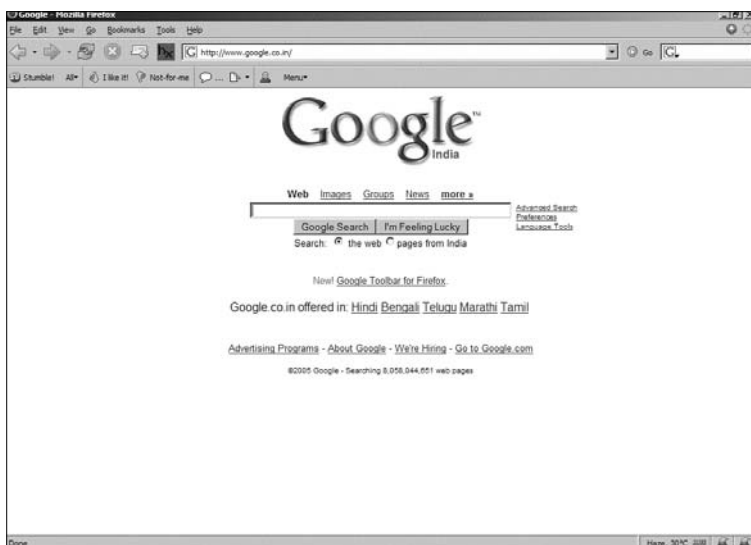 Google - Mozilla Firefox
File Edit View Go Bookmarks Tools Help
http://www.google.co.in/ Go G
Stumble! All I like it! Not-for-me ... Menu
Google™
India
Web Images Groups News more »
Advanced Search
Preferences
Language Tools
Google Search I'm Feeling Lucky
Search: the web pages from India
New! Google Toolbar for Firefox.
Google.co.in offered in: Hindi Bengali Telugu Marathi Tamil
Advertising Programs - About Google - We're Hiring - Go to Google.com
©2005 Google - Searching 8,058,044,651 web pages
Done
Haze, 30°C